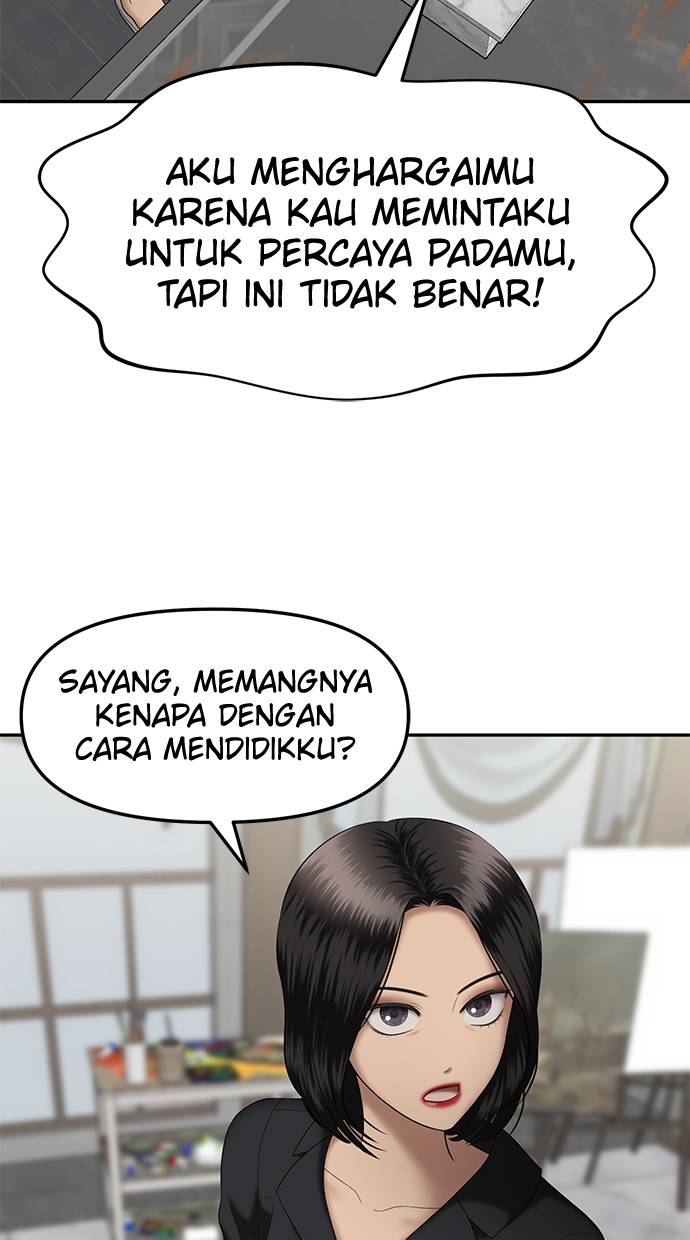 AKU MENGHARGAIMU
KARENA KAU MEMINTAKU
UNTUK PERCAYA PADAMU,
TAPI INI TIDAK BENAR!
SAYANG, MEMANGNYA
KENAPA DENGAN
CARA MENDIDIKKU?